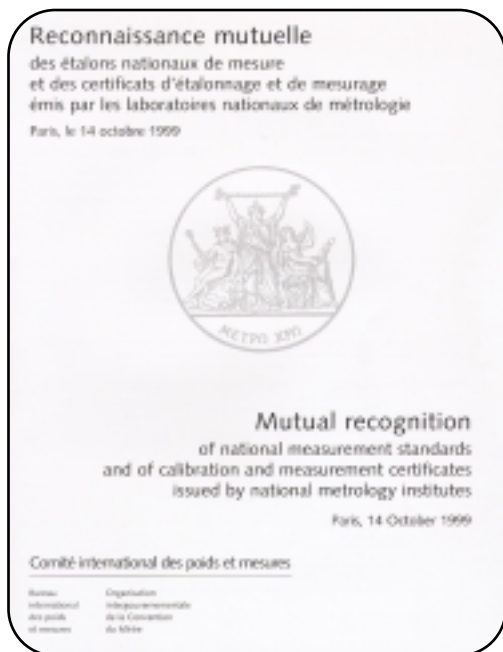 Reconnaissance mutuelle
des étalons nationaux de mesure
et des certificats d'étalonnage et de mesurage
émis par les laboratoires nationaux de métrologie
Paris, le 14 octobre 1999
ΜΕΤΡΩ ΧΡΩ
Mutual recognition
of national measurement standards
and of calibration and measurement certificates
issued by national metrology institutes
Paris, 14 October 1999
Comité international des poids et mesures
Bureau
international
des poids
et mesures
Organisation
intergouvernementale
de la Convention
du Mètre